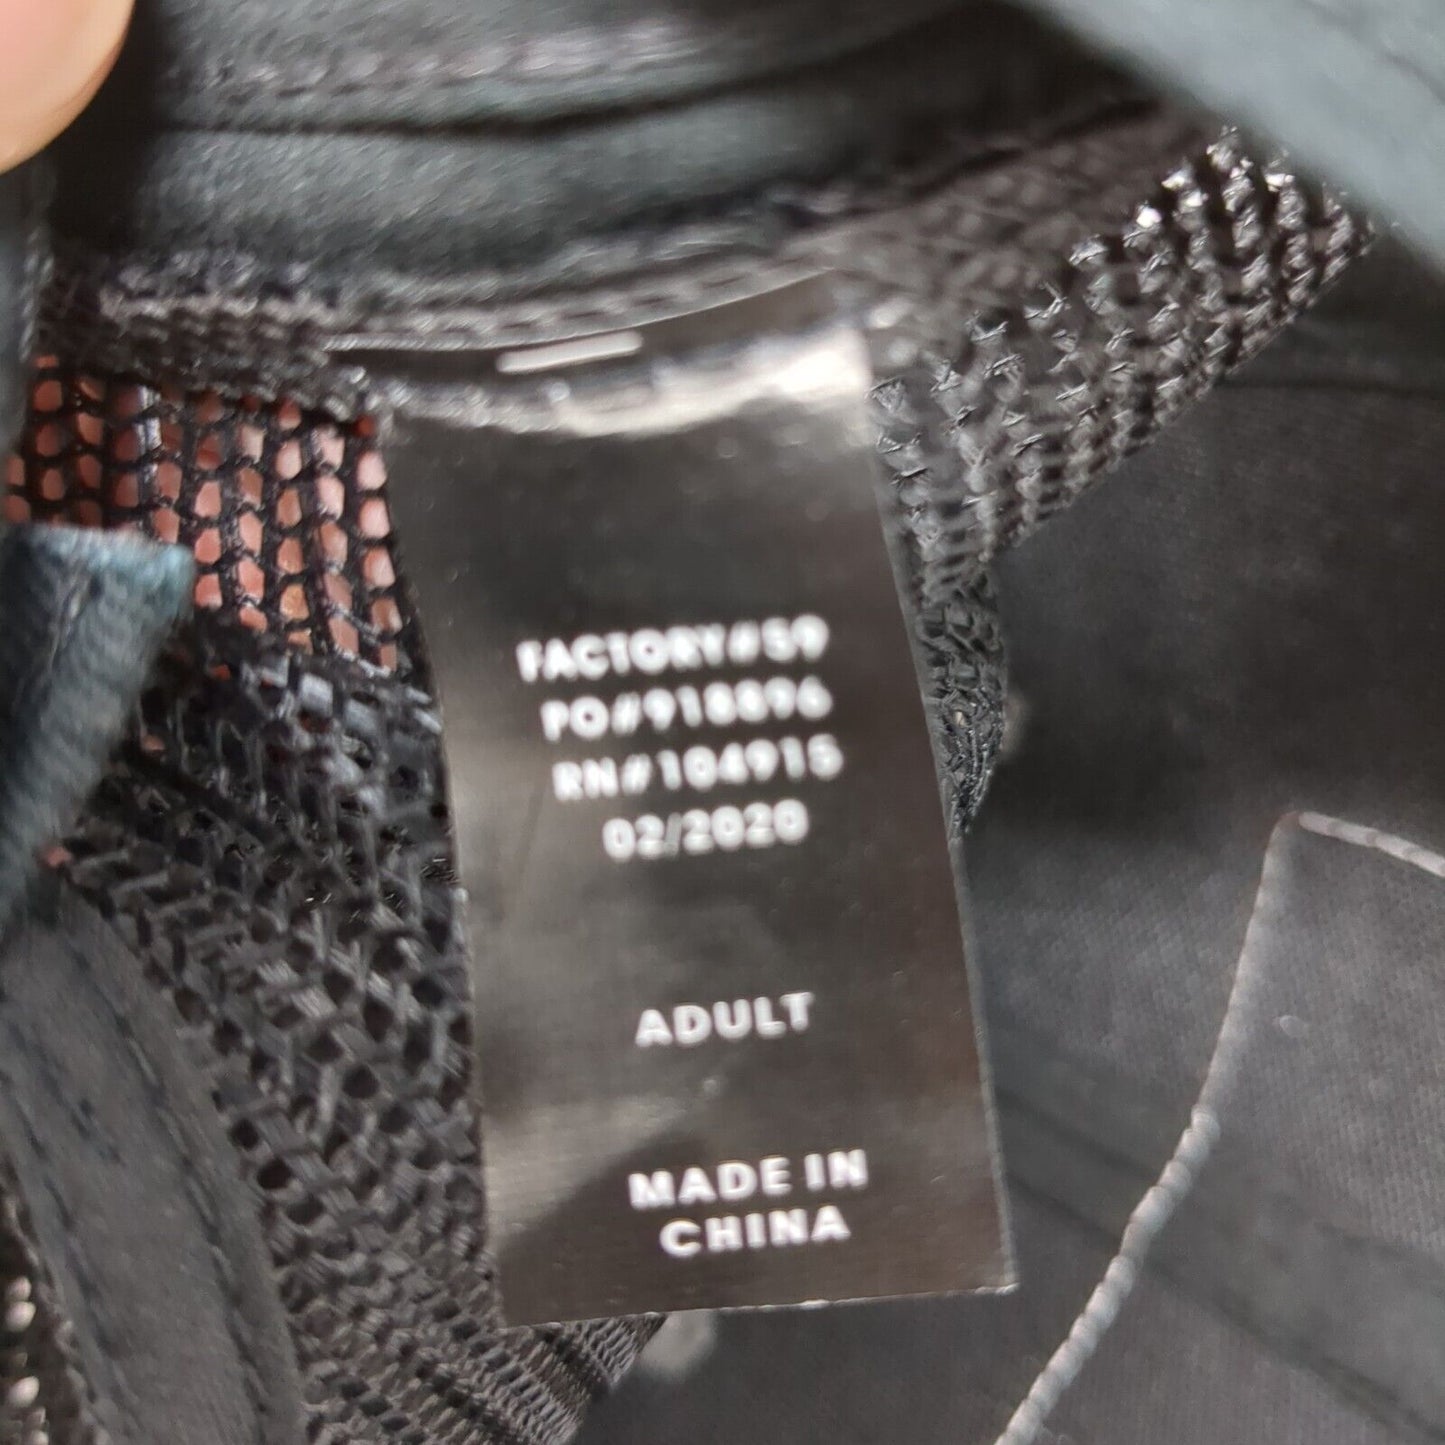 FACTORY#59
PO#918896
RN#104915
02/2020
ADULT
MADE IN
CHINA